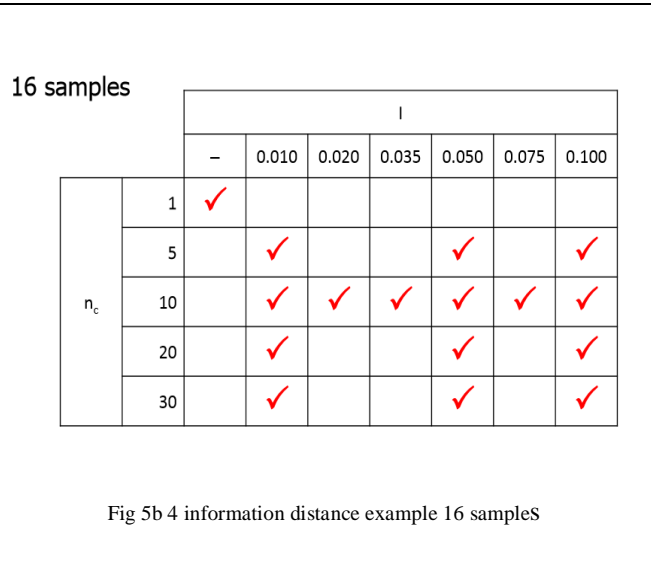 16 samples
I
– 0.010 0.020 0.035 0.050 0.075 0.100
1 ✓
5 ✓ ✓ ✓
n_c 10 ✓ ✓ ✓ ✓ ✓ ✓
20 ✓ ✓ ✓
30 ✓ ✓ ✓
Fig 5b 4 information distance example 16 samples